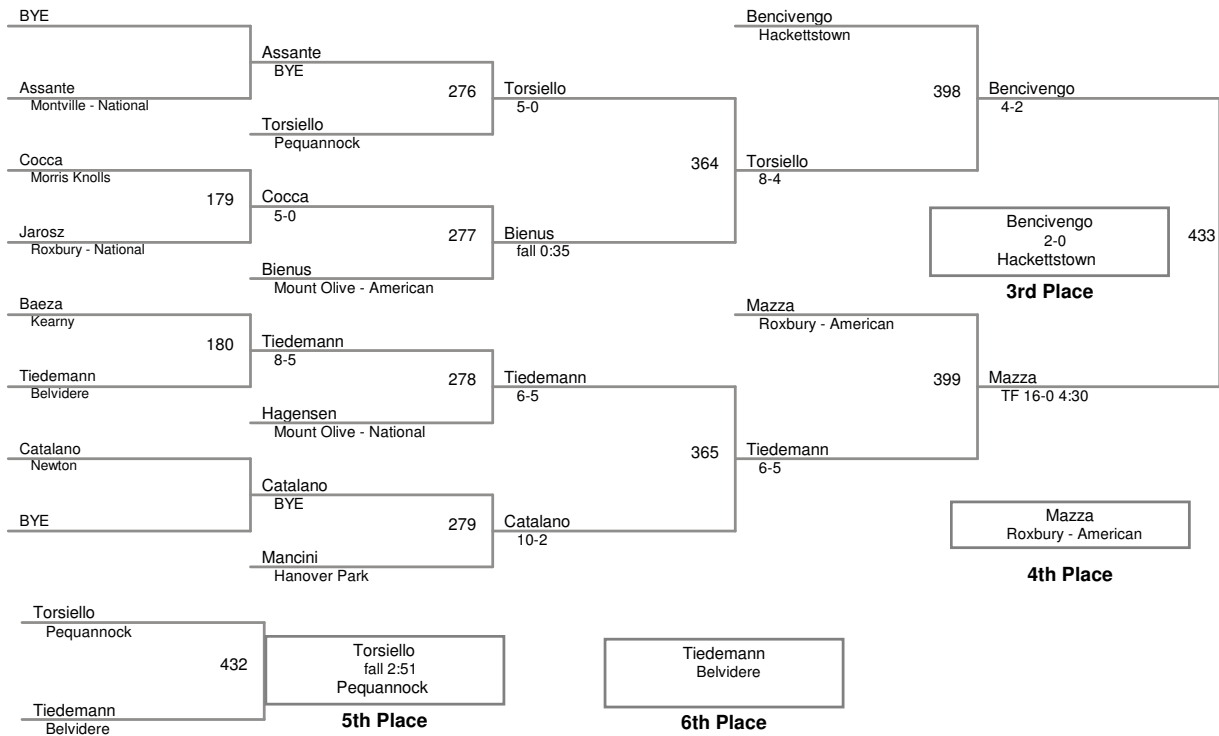 BYE
Assante
Montville - National
Cocca
Morris Knolls
179
Jarosz
Roxbury - National
Baeza
Kearny
180
Tiedemann
Belvidere
Catalano
Newton
BYE
Assante
BYE
276
Torsiello
Pequannock
Cocca
5-0
277
Bienus
Mount Olive - American
Tiedemann
8-5
278
Hagensen
Mount Olive - National
Catalano
BYE
279
Mancini
Hanover Park
Torsiello
5-0
364
Bienus
fall 0:35
Tiedemann
6-5
365
Catalano
10-2
Bencivengo
Hackettstown
398
Torsiello
8-4
Mazza
Roxbury - American
399
Tiedemann
6-5
Bencivengo
4-2
433
Mazza
TF 16-0 4:30
Bencivengo
2-0
Hackettstown
3rd Place
Mazza
Roxbury - American
4th Place
Torsiello
Pequannock
432
Tiedemann
Belvidere
Torsiello
fall 2:51
Pequannock
5th Place
Tiedemann
Belvidere
6th Place